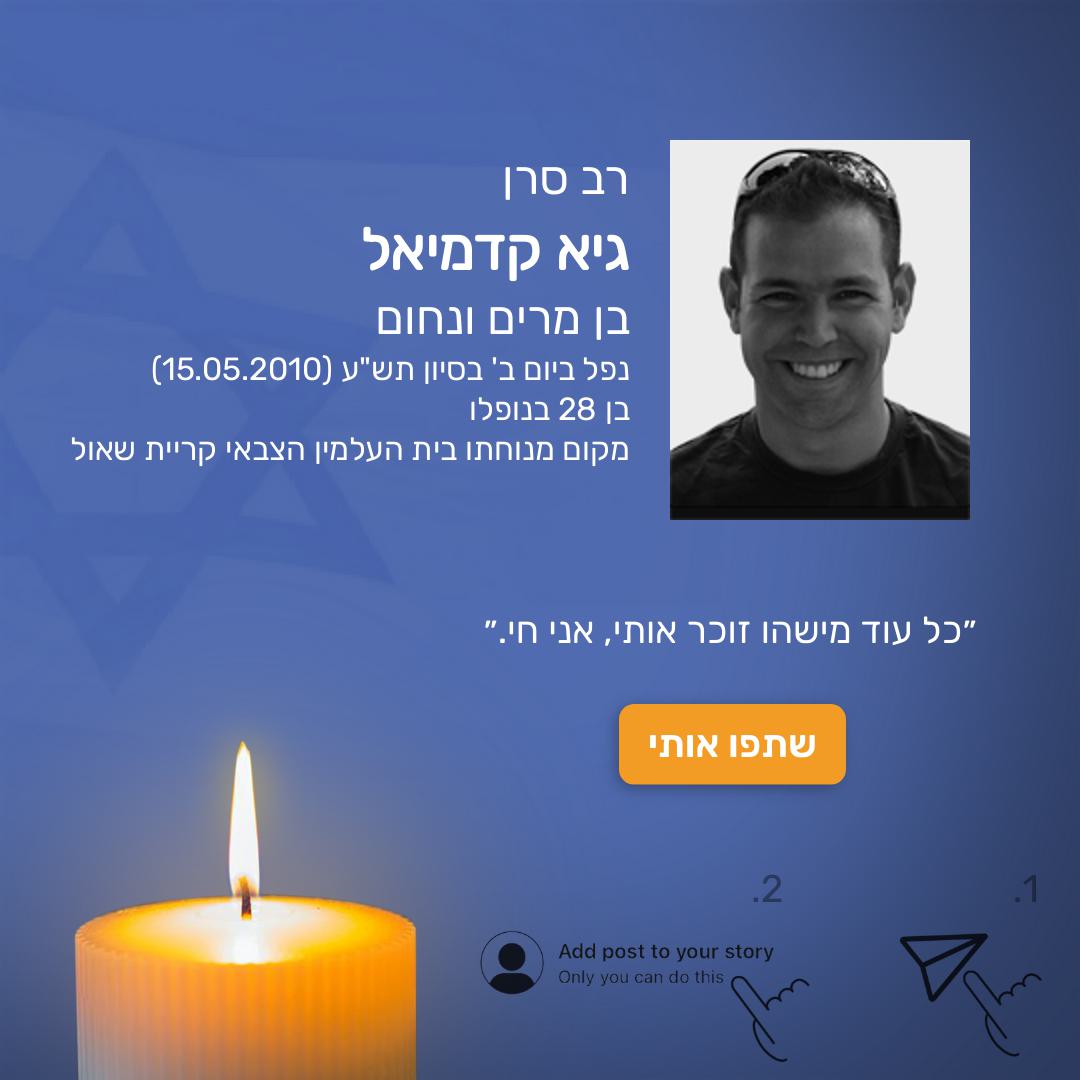 רב סרן
גיא קדמיאל
בן מרים ונחום
נפל ביום ב' בסיון תש"ע (15.05.2010)
בן 28 בנופלו
מקום מנוחתו בית העלמין הצבאי קריית שאול
״כל עוד מישהו זוכר אותי, אני חי.״
שתפו אותי
1.
2.
Add post to your story
Only you can do this